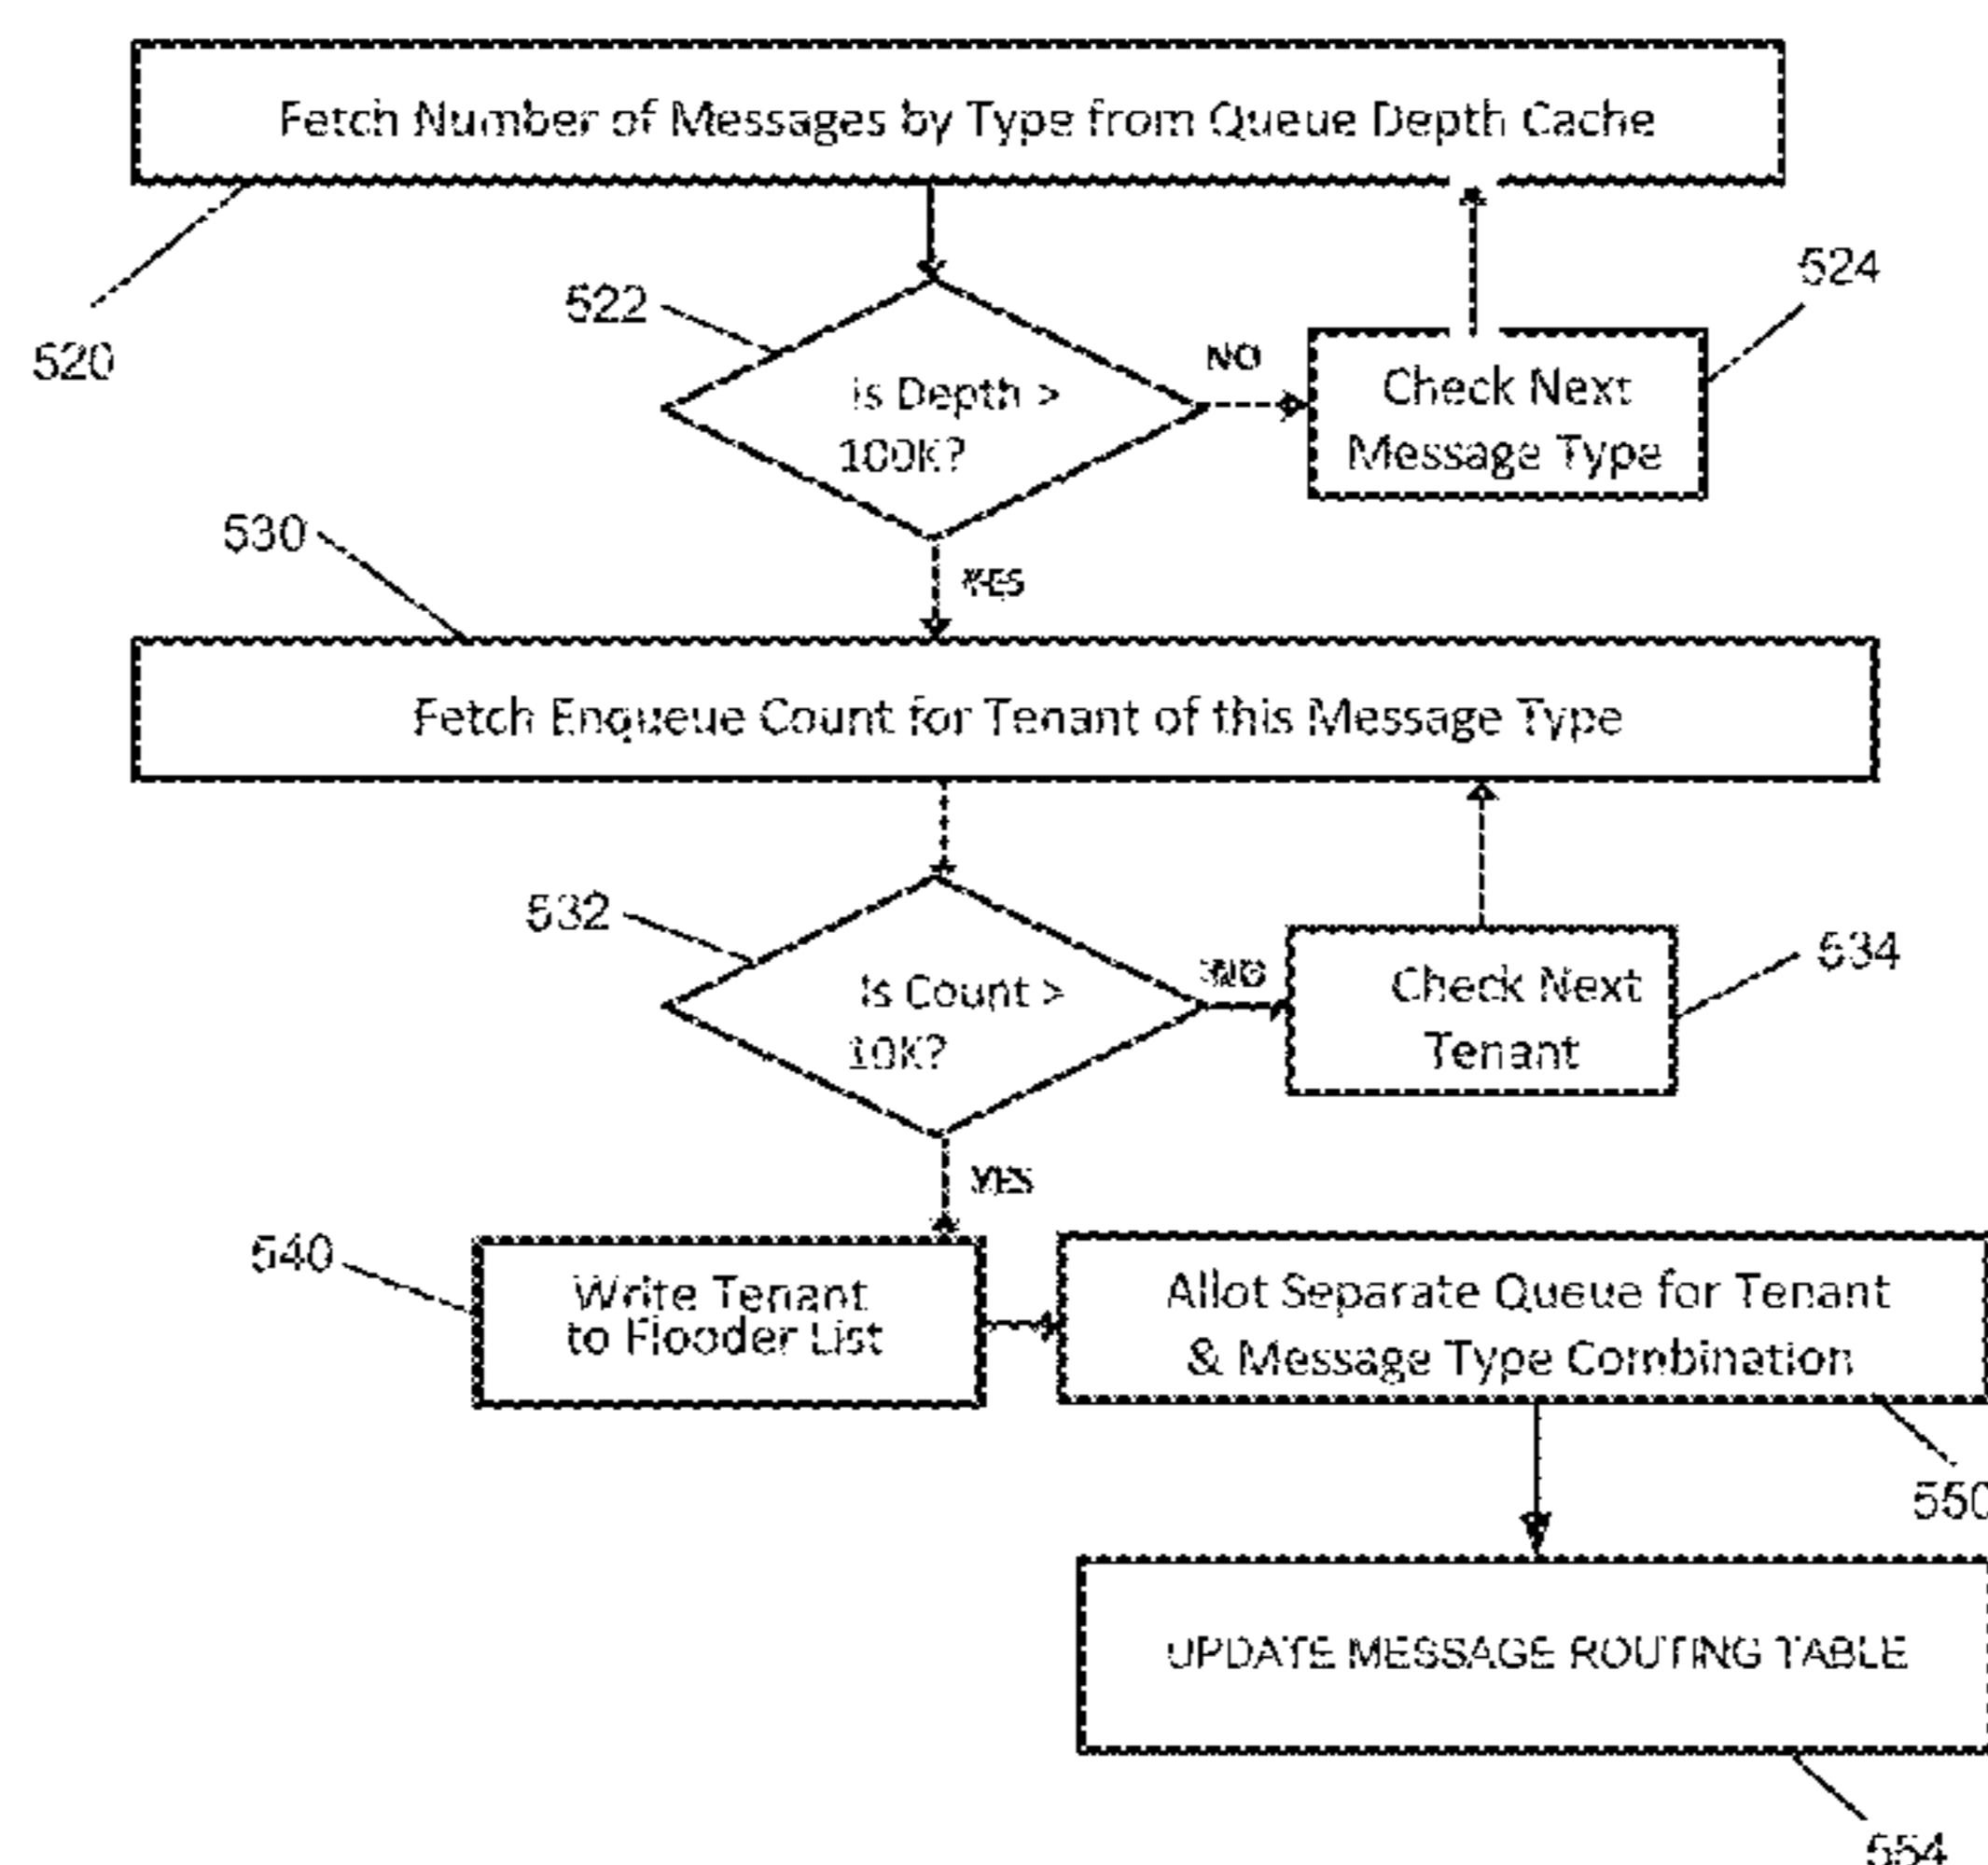 Fetch Number of Messages by Type from Queue Depth Cache
520
522
Is Depth >
100K?
NO
524
Check Next
Message Type
YES
530
Fetch Enqueue Count for Tenant of this Message Type
532
Is Count >
10K?
NO
534
Check Next
Tenant
YES
540
Write Tenant
to Flooder List
Allot Separate Queue for Tenant
& Message Type Combination
550
UPDATE MESSAGE ROUTING TABLE
554